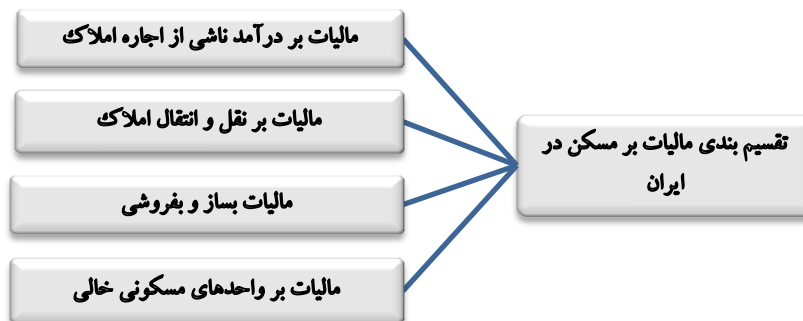 تقسیم بندی مالیات بر مسکن در
ایران
مالیات بر درآمد ناشی از اجاره املاک
مالیات بر نقل و انتقال املاک
مالیات بساز و بفروشی
مالیات بر واحدهای مسکونی خالی